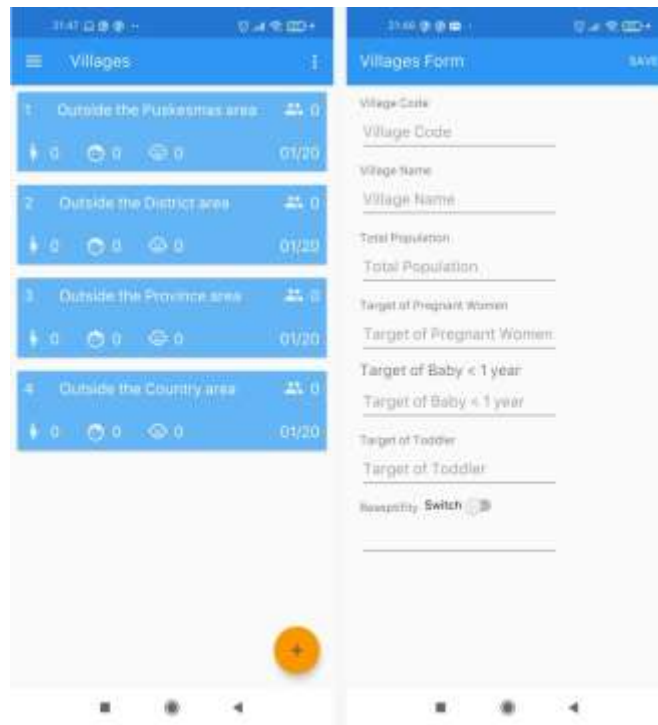 21:47
Villages
1 Outside the Puskesmas area 0
0 0 0 01/20
2 Outside the District area 0
0 0 0 01/20
3 Outside the Province area 0
0 0 0 01/20
4 Outside the Country area 0
0 0 0 01/20
+
Villages Form SAVE
Village Code
Village Code
Village Name
Village Name
Total Population
Total Population
Target of Pregnant Women
Target of Pregnant Women
Target of Baby < 1 year
Target of Baby < 1 year
Target of Toddler
Target of Toddler
Switch